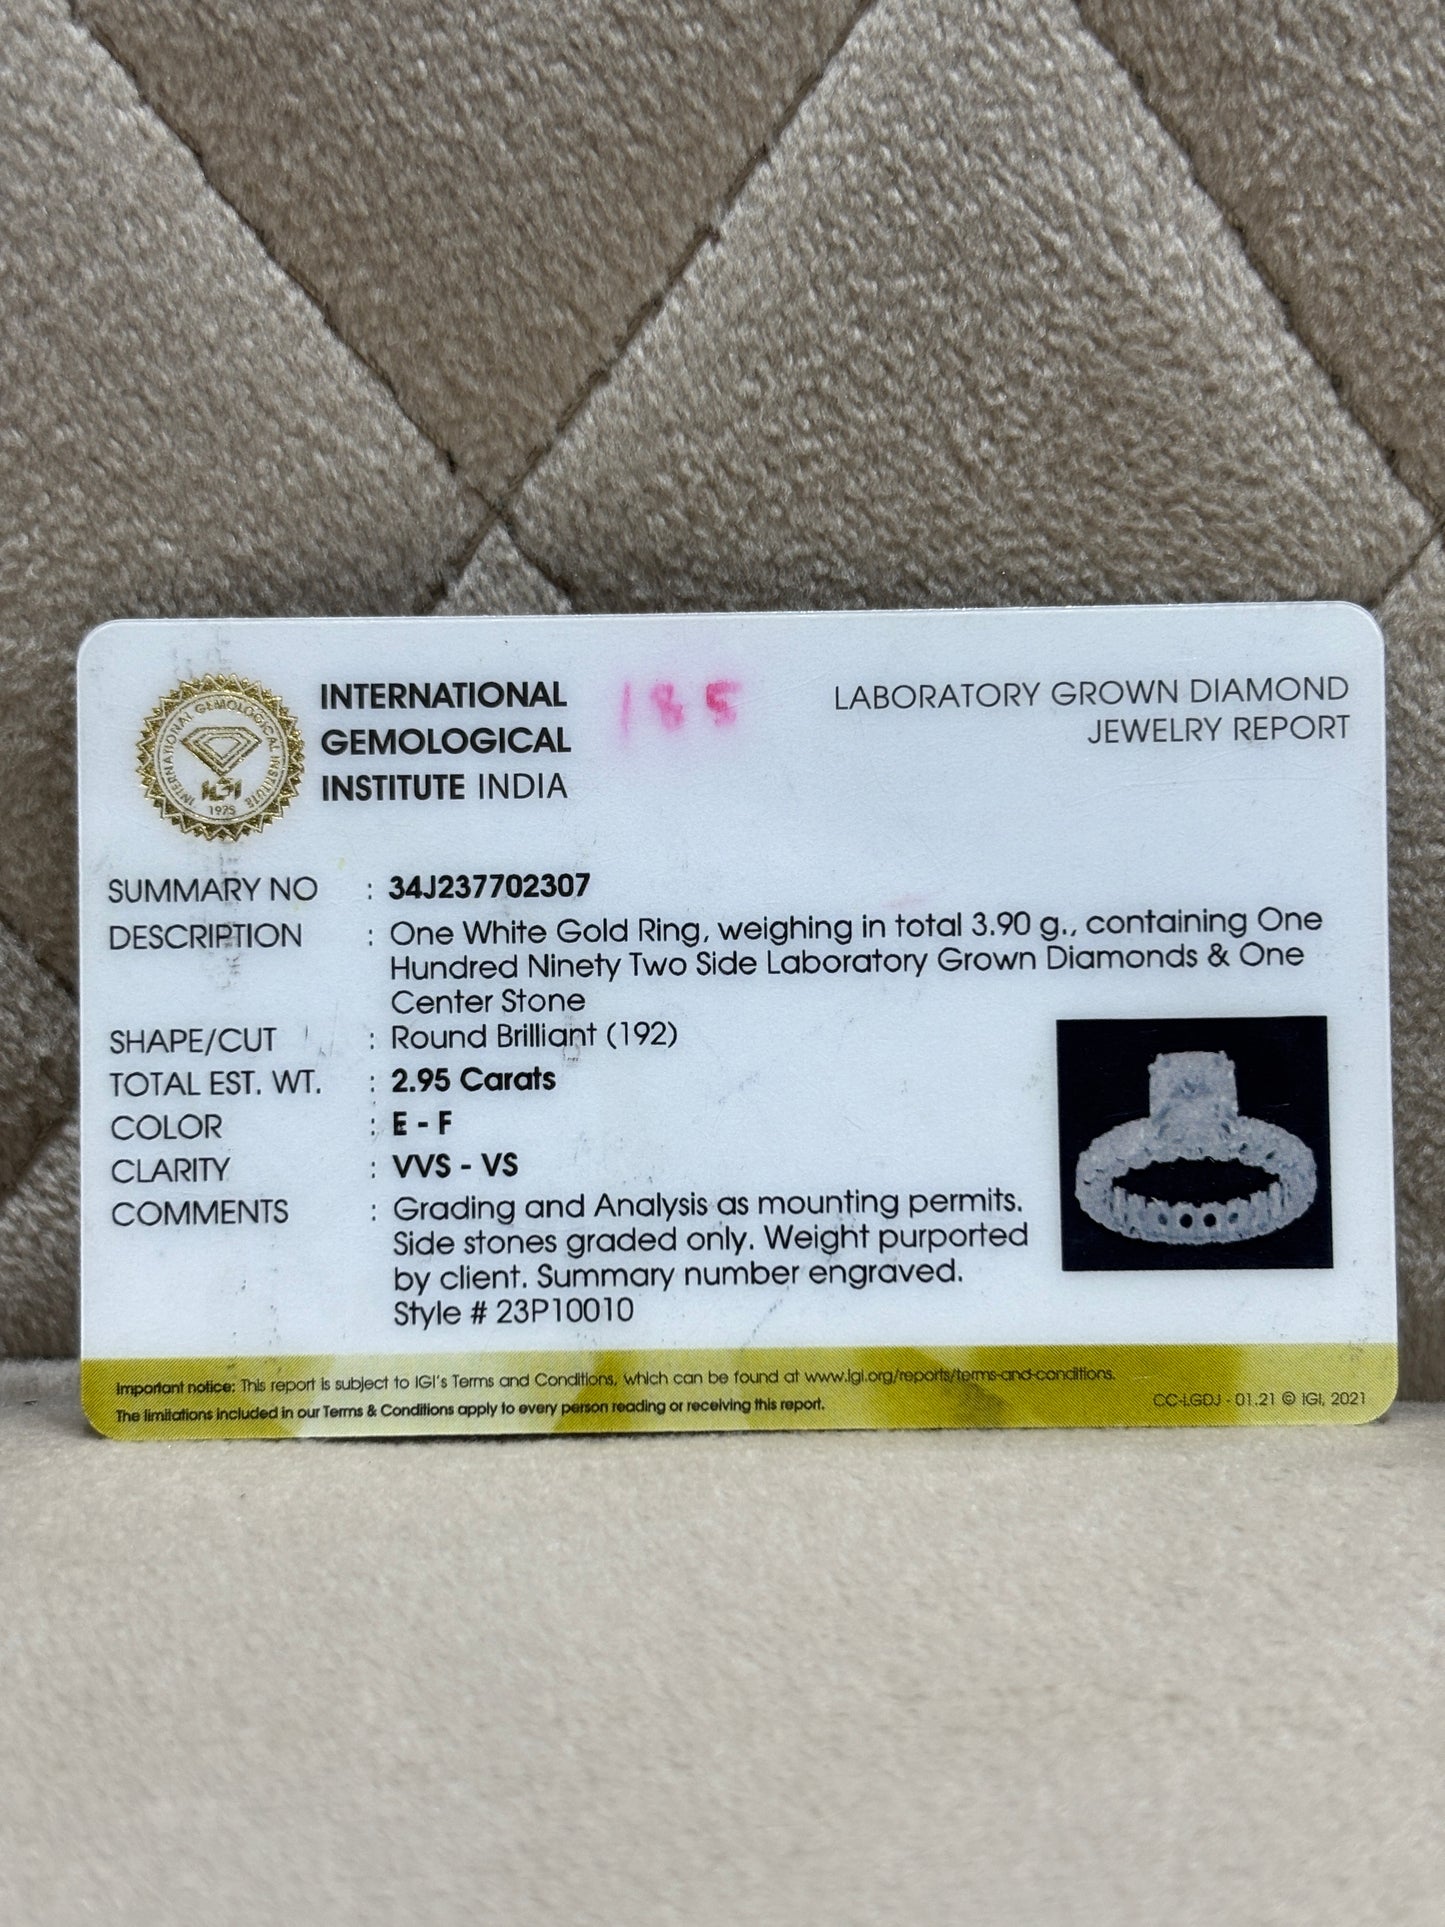 INTERNATIONAL
GEMOLOGICAL
INSTITUTE INDIA
185
LABORATORY GROWN DIAMOND
JEWELRY REPORT
INTERNATIONAL GEMOLOGICAL INSTITUTE
IGI
1975
SUMMARY NO : 34J237702307
DESCRIPTION : One White Gold Ring, weighing in total 3.90 g., containing One
Hundred Ninety Two Side Laboratory Grown Diamonds & One
Center Stone
SHAPE/CUT : Round Brilliant (192)
TOTAL EST. WT. : 2.95 Carats
COLOR : E - F
CLARITY : VVS - VS
COMMENTS : Grading and Analysis as mounting permits.
Side stones graded only. Weight purported
by client. Summary number engraved.
Style # 23P10010
Important notice: This report is subject to IGI's Terms and Conditions, which can be found at www.igi.org/reports/terms-and-conditions.
The limitations included in our Terms & Conditions apply to every person reading or receiving this report.
CC-LGDJ - 01.21 © IGI, 2021